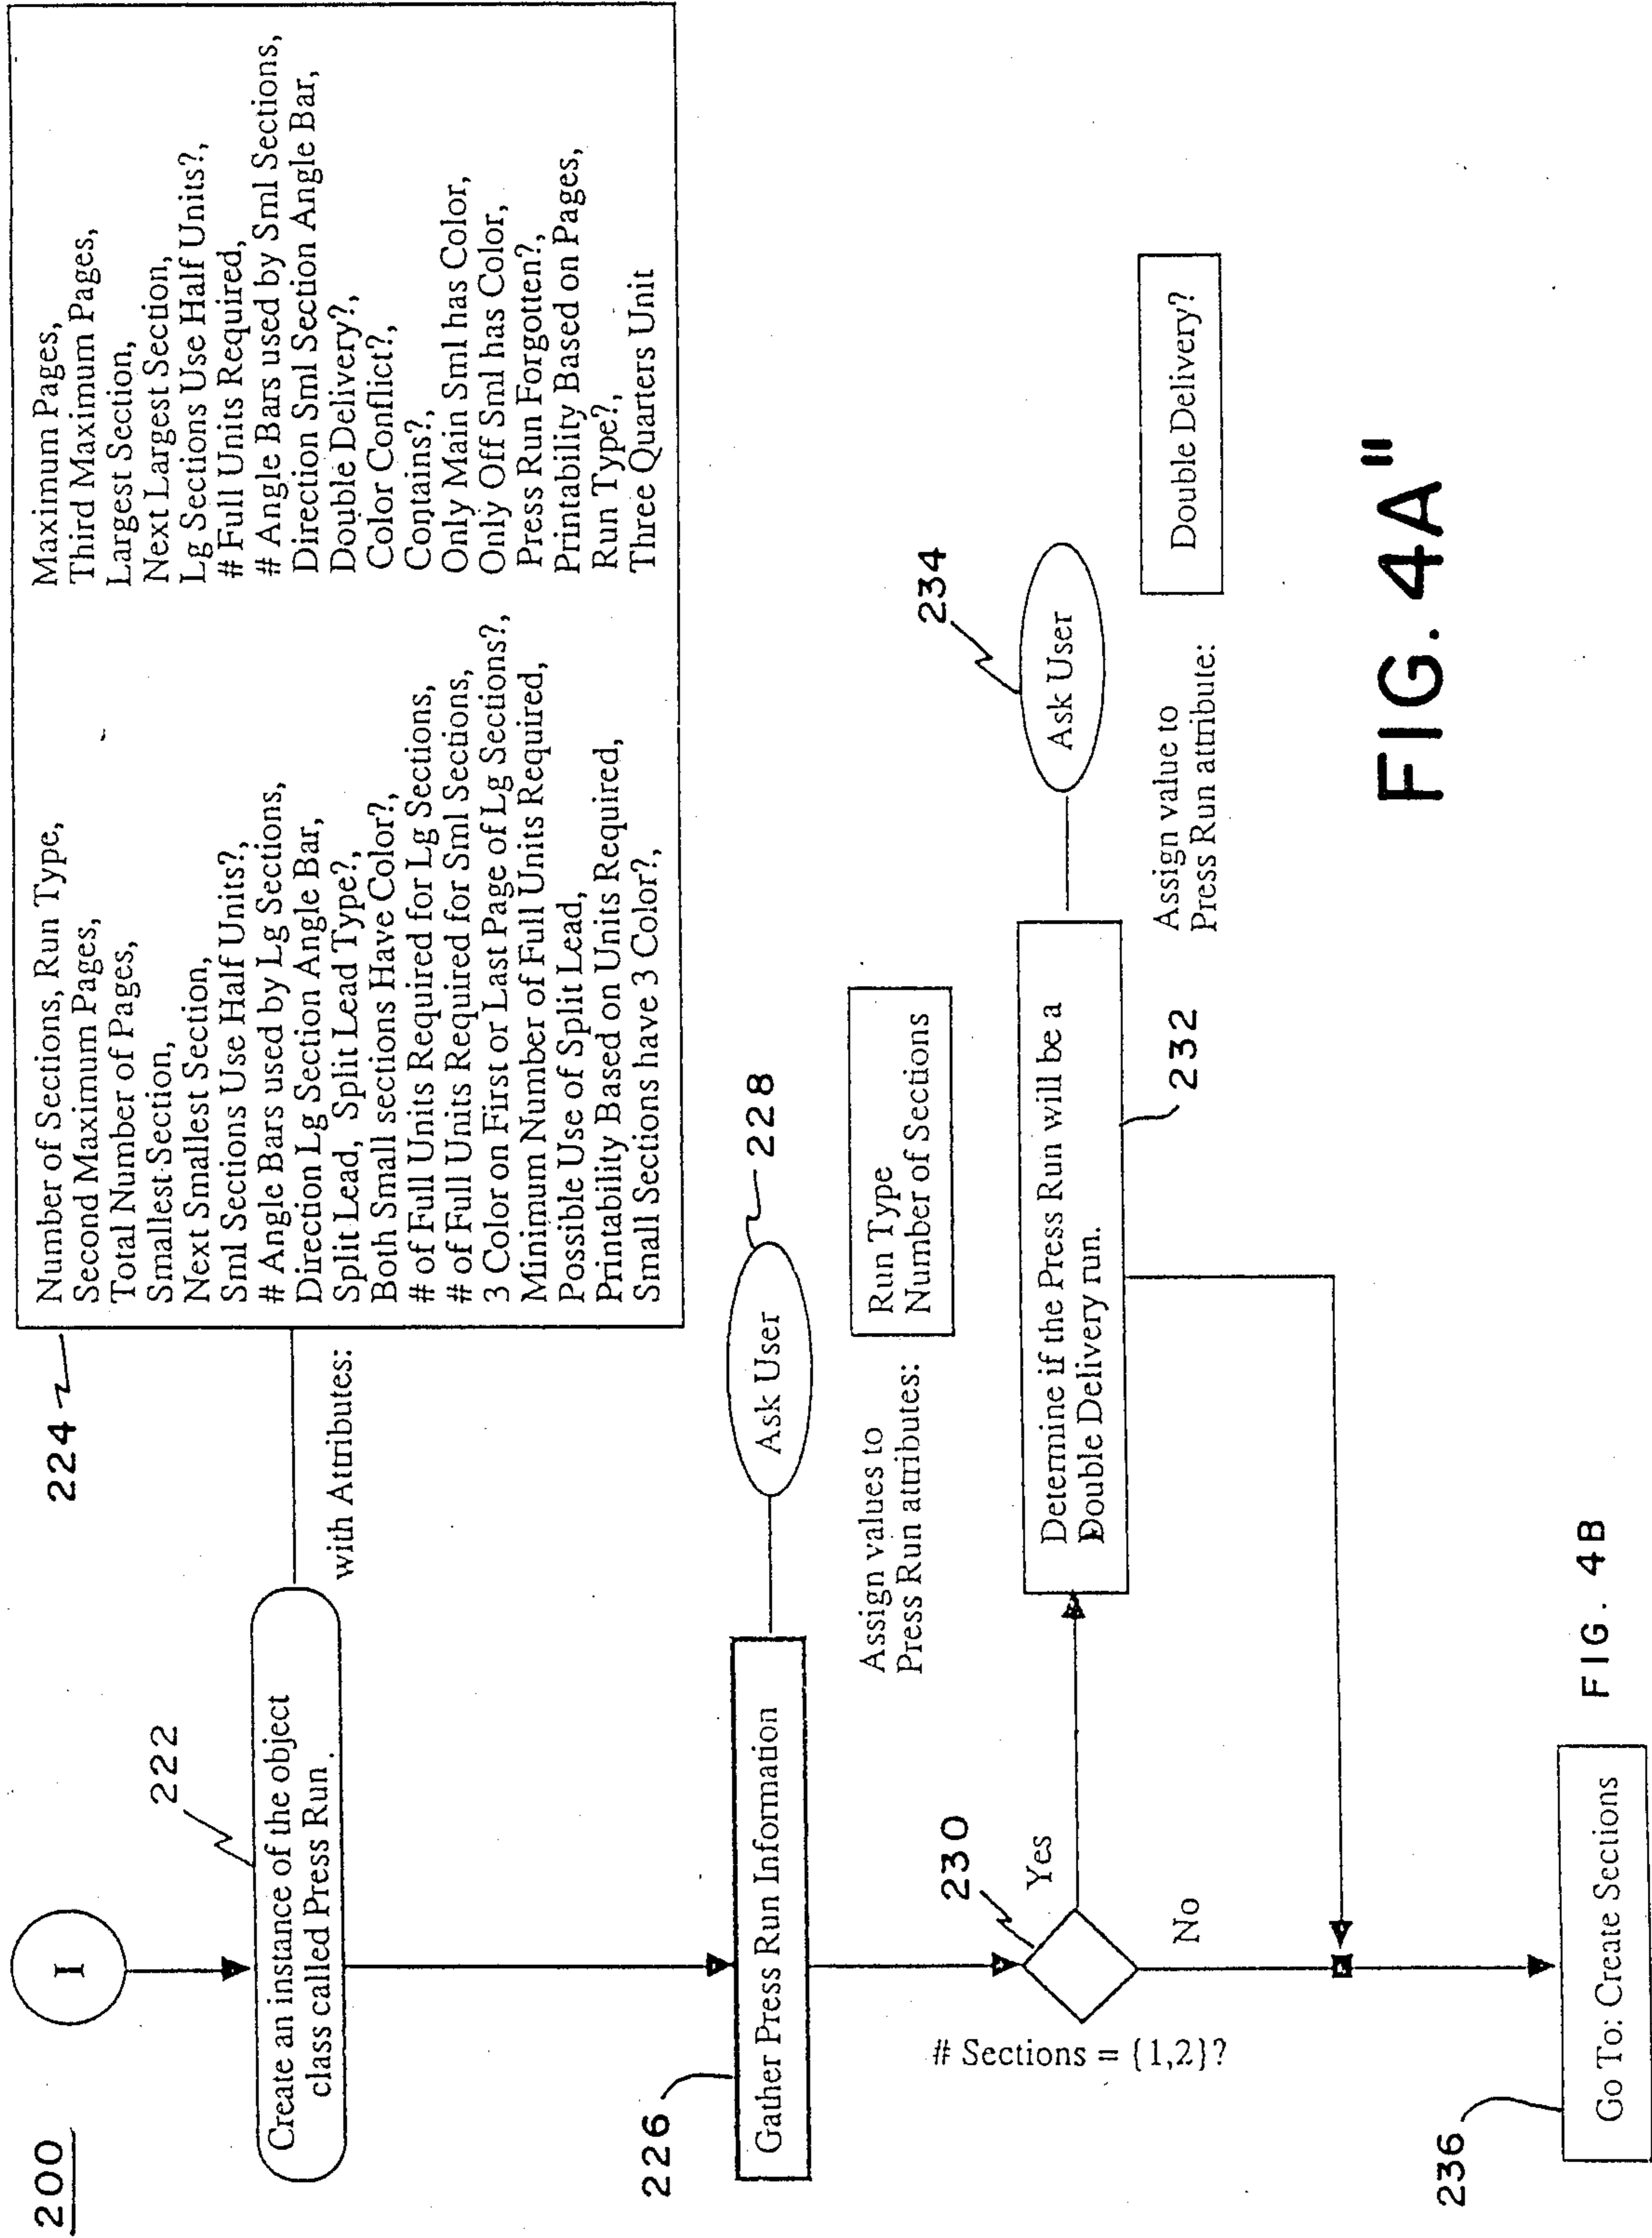 200
I
222
Create an instance of the object
class called Press Run.
with Attributes:
224
Number of Sections, Run Type,
Second Maximum Pages,
Total Number of Pages,
Smallest Section,
Next Smallest Section,
Sml Sections Use Half Units?,
# Angle Bars used by Lg Sections,
Direction Lg Section Angle Bar,
Split Lead, Split Lead Type?,
Both Small sections Have Color?,
# of Full Units Required for Lg Sections,
# of Full Units Required for Sml Sections,
3 Color on First or Last Page of Lg Sections?,
Minimum Number of Full Units Required,
Possible Use of Split Lead,
Printability Based on Units Required,
Small Sections have 3 Color?,
Maximum Pages,
Third Maximum Pages,
Largest Section,
Next Largest Section,
Lg Sections Use Half Units?,
# Full Units Required,
# Angle Bars used by Sml Sections,
Direction Sml Section Angle Bar,
Double Delivery?,
Color Conflict?,
Contains?,
Only Main Sml has Color,
Only Off Sml has Color,
Press Run Forgotten?,
Printability Based on Pages,
Run Type?,
Three Quarters Unit
226
Gather Press Run Information
Ask User
228
Assign values to
Press Run attributes:
Run Type
Number of Sections
230
# Sections = {1,2}?
Yes
No
Determine if the Press Run will be a
Double Delivery run.
232
Ask User
234
Assign value to
Press Run attribute:
Double Delivery?
236
Go To: Create Sections
FIG. 4B
FIG. 4A"